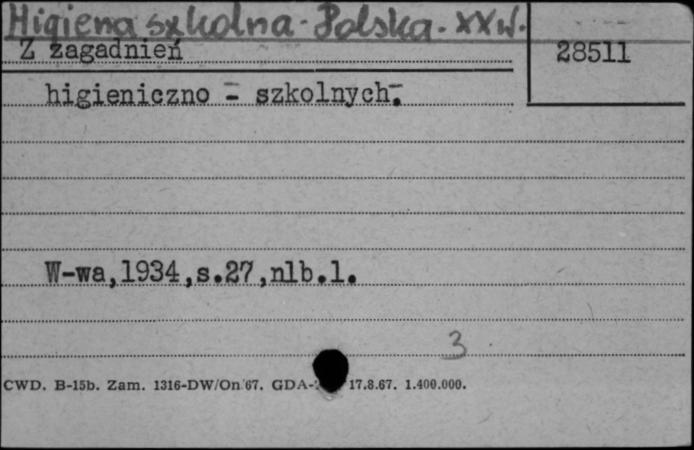 Higiena szkolna - Polska - XX w.
Z zagadnień
28511
higieniczno - szkolnych.
W-wa,1934,s.27,nlb.1.
3
CWD. B-15b. Zam. 1316-DW/On 67. GDA- 17.8.67. 1.400.000.